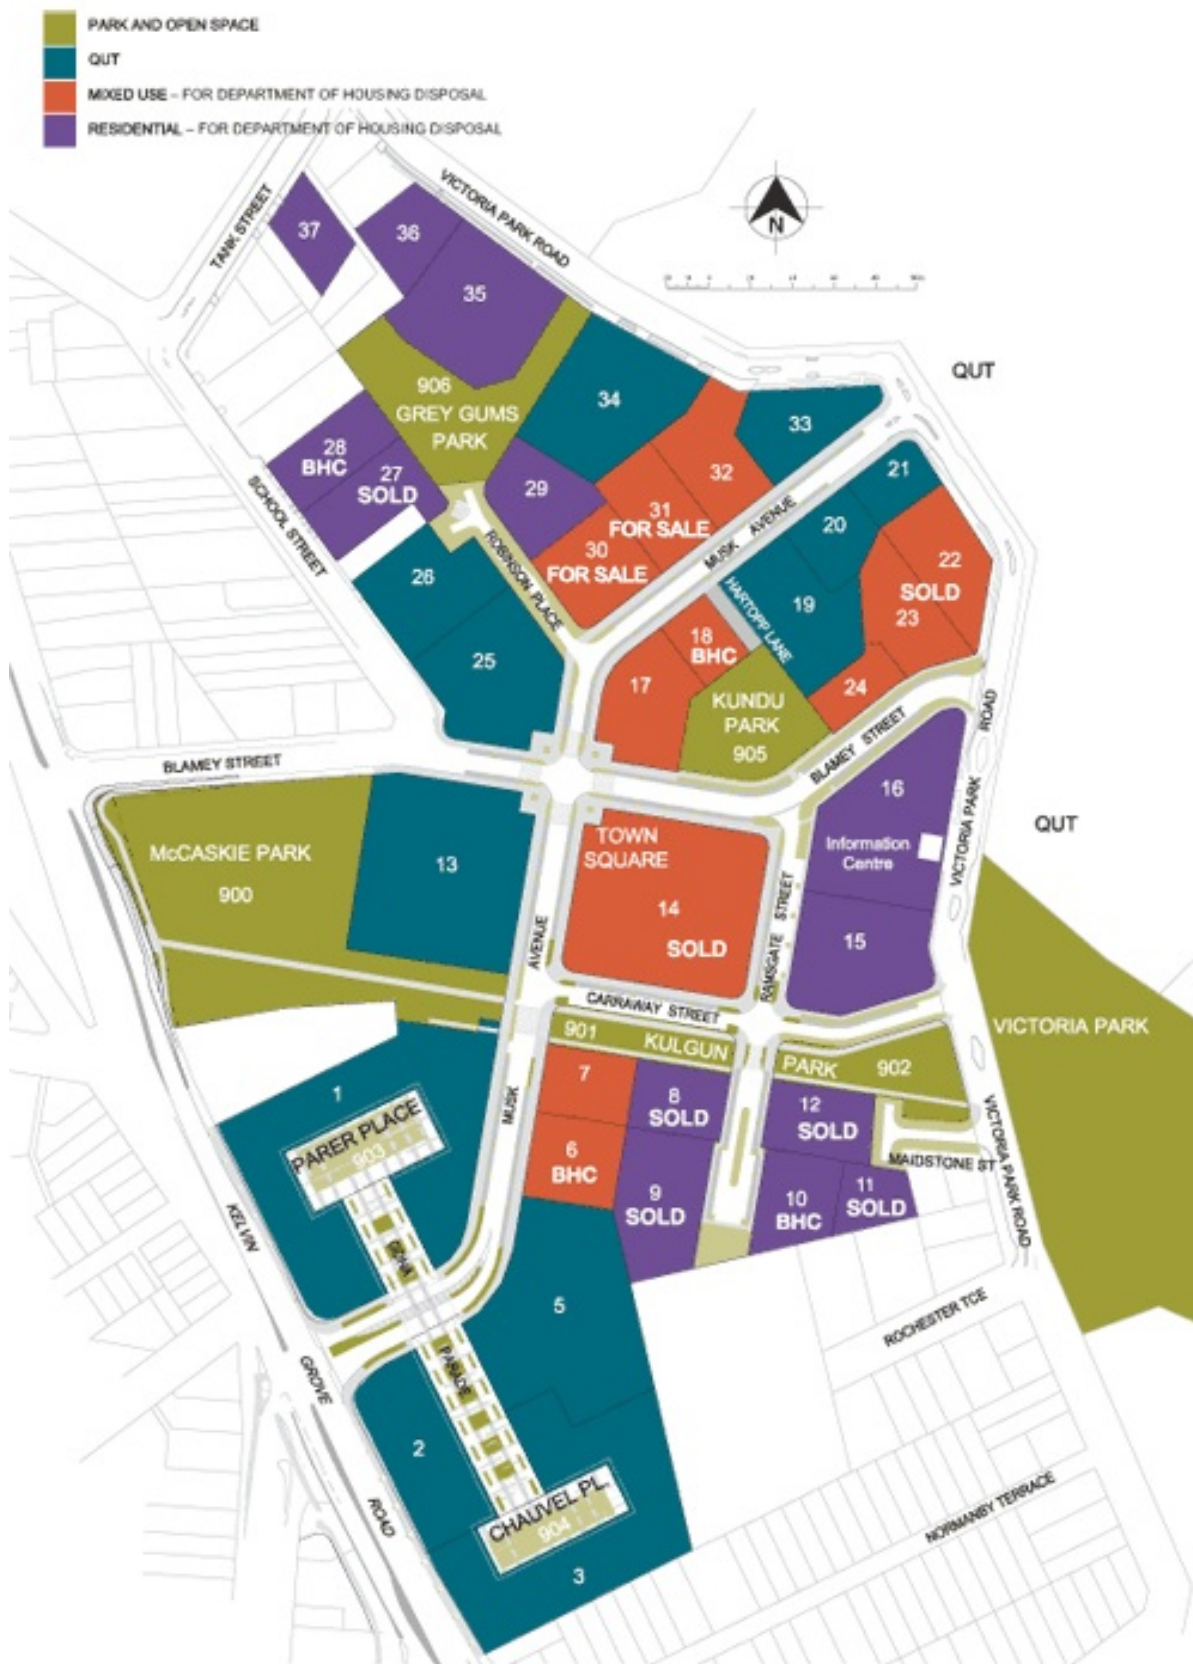 PARK AND OPEN SPACE
QUT
MIXED USE – FOR DEPARTMENT OF HOUSING DISPOSAL
RESIDENTIAL – FOR DEPARTMENT OF HOUSING DISPOSAL
VICTORIA PARK ROAD
TANK STREET
N
37
36
35
QUT
906
GREY GUMS
PARK
34
33
28
BHC
27
SOLD
29
32
31
FOR SALE
30
FOR SALE
MUSK AVENUE
21
20
22
SOLD
23
SCHOOL STREET
ROBINSON PLACE
26
25
HARTOPP LANE
19
18
BHC
17
24
KUNDU
PARK
905
BLAMEY STREET
ROAD
BLAMEY STREET
16
Information
Centre
VICTORIA PARK
QUT
McCASKIE PARK
900
13
TOWN
SQUARE
14
SOLD
AVENUE
RAMSGATE STREET
15
CARRAWAY STREET
901
KULGUN
PARK
902
VICTORIA PARK
1
7
8
SOLD
12
SOLD
MUSK
PARER PLACE
903
6
BHC
MAIDSTONE ST
VICTORIA PARK ROAD
9
SOLD
10
BHC
11
SOLD
KELVIN
5
ROCHESTER TCE
GROVE
PARADE
2
CHAUVEL PL.
904
ROAD
NORMANBY TERRACE
3